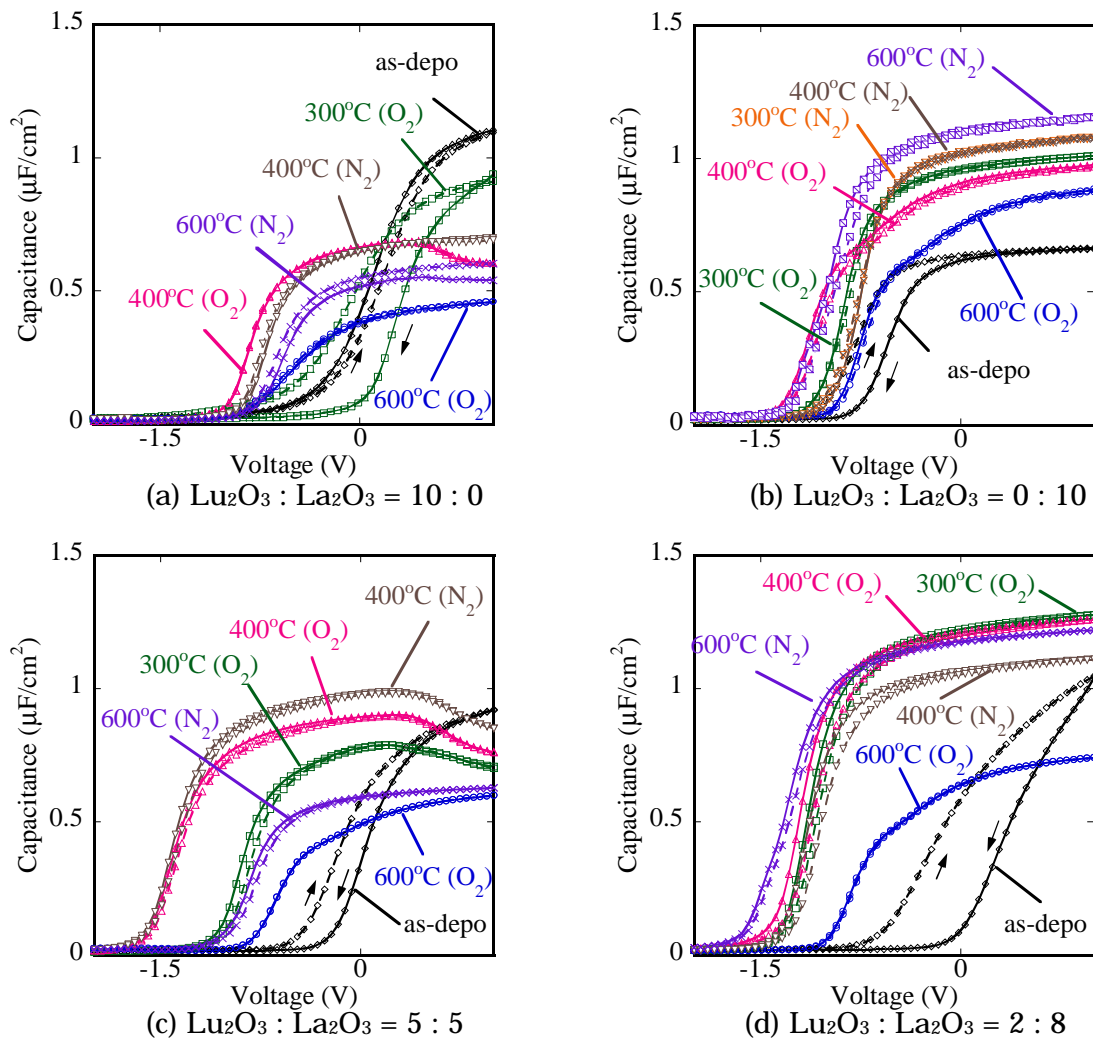 1.5
as-depo
300°C (O₂)
400°C (N₂)
600°C (N₂)
400°C (O₂)
600°C (O₂)
1
0.5
0
-1.5
0
Capacitance (μF/cm²)
Voltage (V)
(a) Lu₂O₃ : La₂O₃ = 10 : 0
1.5
600°C (N₂)
400°C (N₂)
300°C (N₂)
400°C (O₂)
300°C (O₂)
600°C (O₂)
as-depo
1
0.5
0
-1.5
0
Capacitance (μF/cm²)
Voltage (V)
(b) Lu₂O₃ : La₂O₃ = 0 : 10
1.5
400°C (N₂)
400°C (O₂)
300°C (O₂)
600°C (N₂)
600°C (O₂)
as-depo
1
0.5
0
-1.5
0
Capacitance (μF/cm²)
Voltage (V)
(c) Lu₂O₃ : La₂O₃ = 5 : 5
1.5
300°C (O₂)
400°C (O₂)
600°C (N₂)
400°C (N₂)
600°C (O₂)
as-depo
1
0.5
0
-1.5
0
Capacitance (μF/cm²)
Voltage (V)
(d) Lu₂O₃ : La₂O₃ = 2 : 8